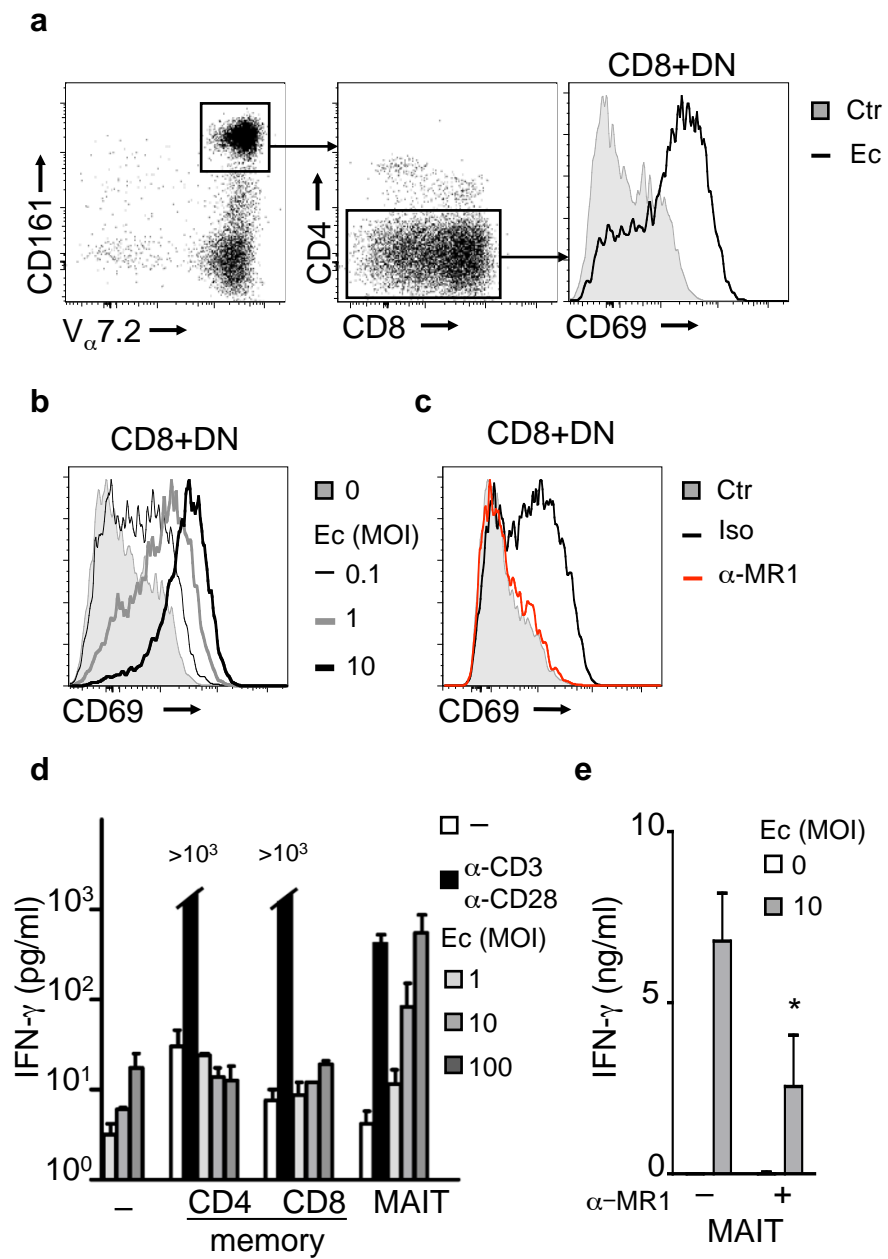 a
CD8+DN
Ctr
Ec
CD161
CD4
Vα7.2
CD8
CD69
b
c
CD8+DN
CD8+DN
0
Ec (MOI)
0.1
1
10
Ctr
Iso
α-MR1
CD69
CD69
d
e
–
α-CD3
α-CD28
Ec (MOI)
1
10
100
>10³
>10³
IFN-γ (pg/ml)
10³
10²
10¹
10⁰
– CD4 CD8 MAIT
memory
Ec (MOI)
0
10
IFN-γ (ng/ml)
10
5
0
*
α–MR1 – +
MAIT